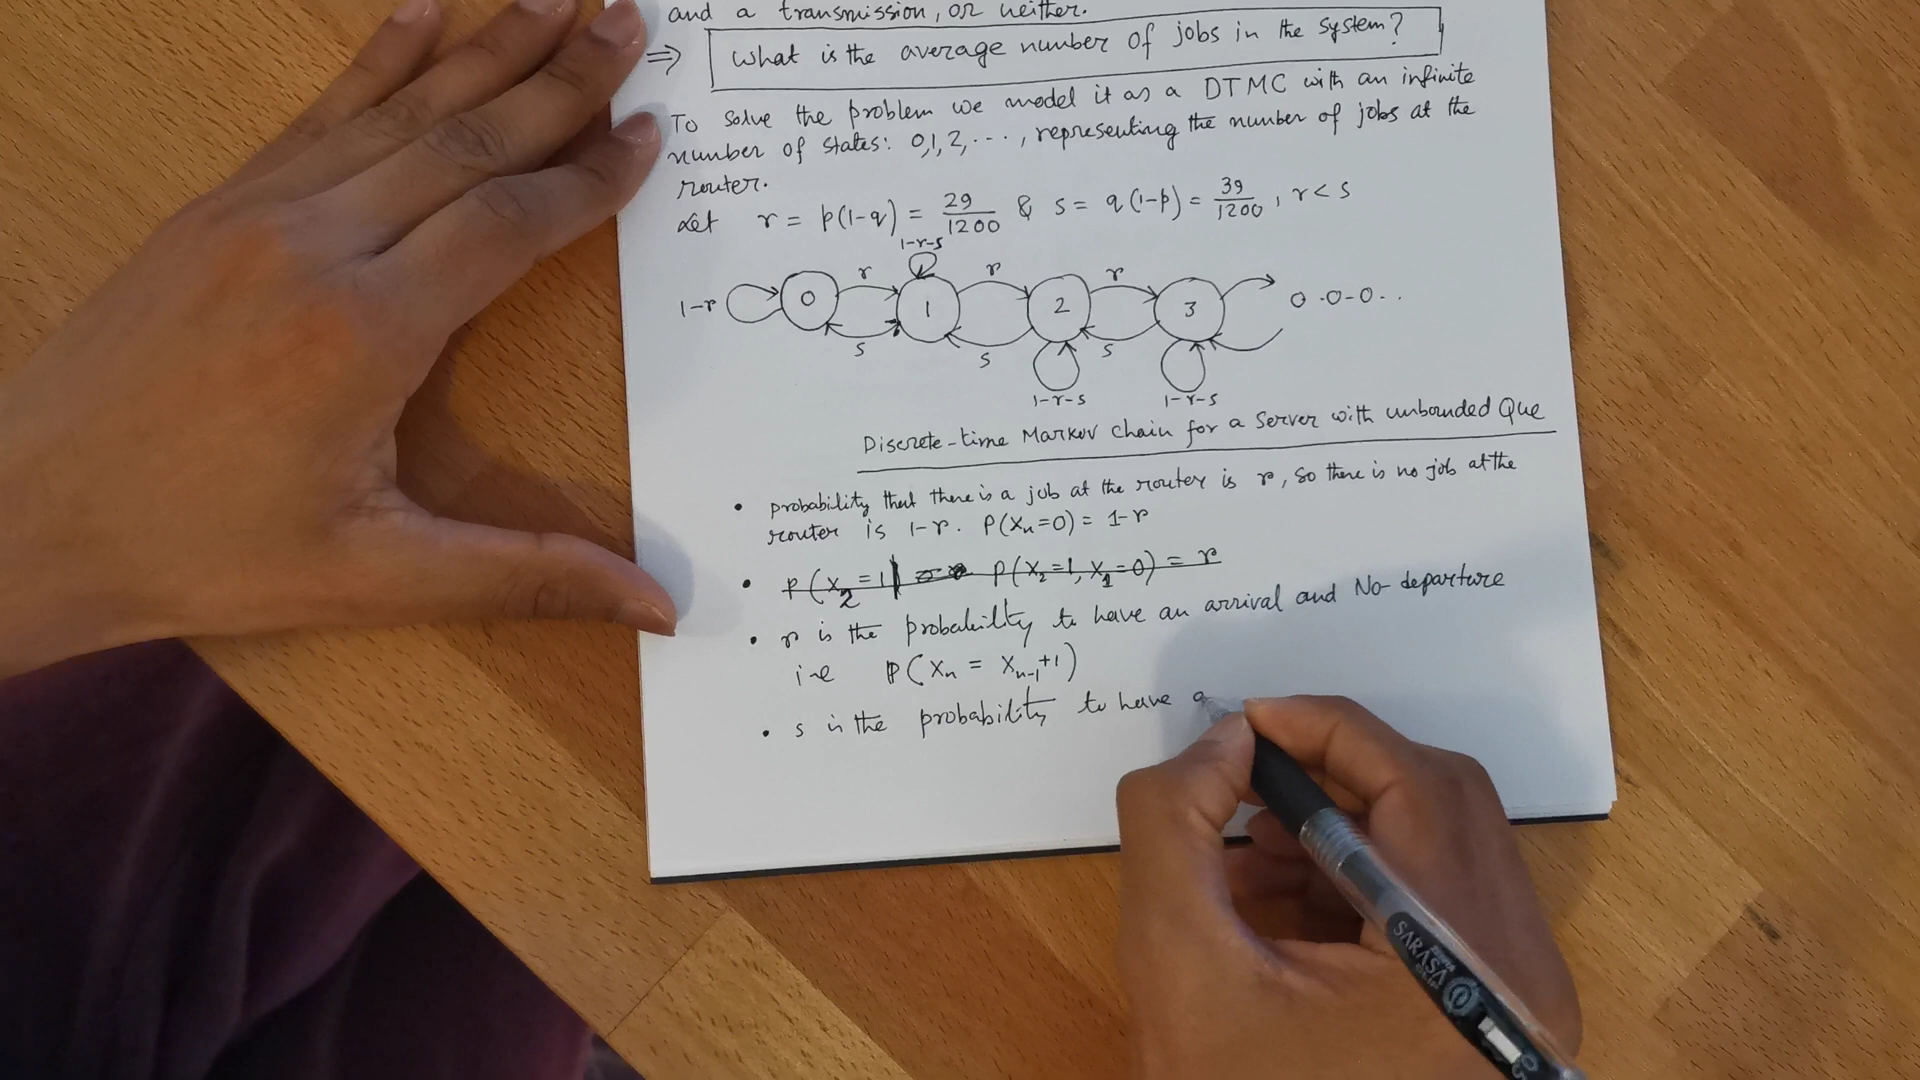 and a transmission, or neither.
⇒ What is the average number of jobs in the system?
To solve the problem we model it as a DTMC with an infinite
number of states: 0,1,2,..., representing the number of jobs at the
router.
Let r = p(1-q) = 29/1200 & s = q(1-p) = 39/1200, r < s
1-r-s
r r r
1-r 0 1 2 3 0.0-0..
s s s
1-r-s 1-r-s
Discrete-time Markov Chain for a Server with unbounded Que
• probability that there is a job at the router is r, so there is no job at the
router is 1-r. P(Xn=0) = 1-r
• P(X2=1| P(X2=1, X1=0) = r
• r is the probability to have an arrival and No-departure
i-e P(Xn = Xn-1+1)
• s is the probability to have a
ZEBRA
SARASA